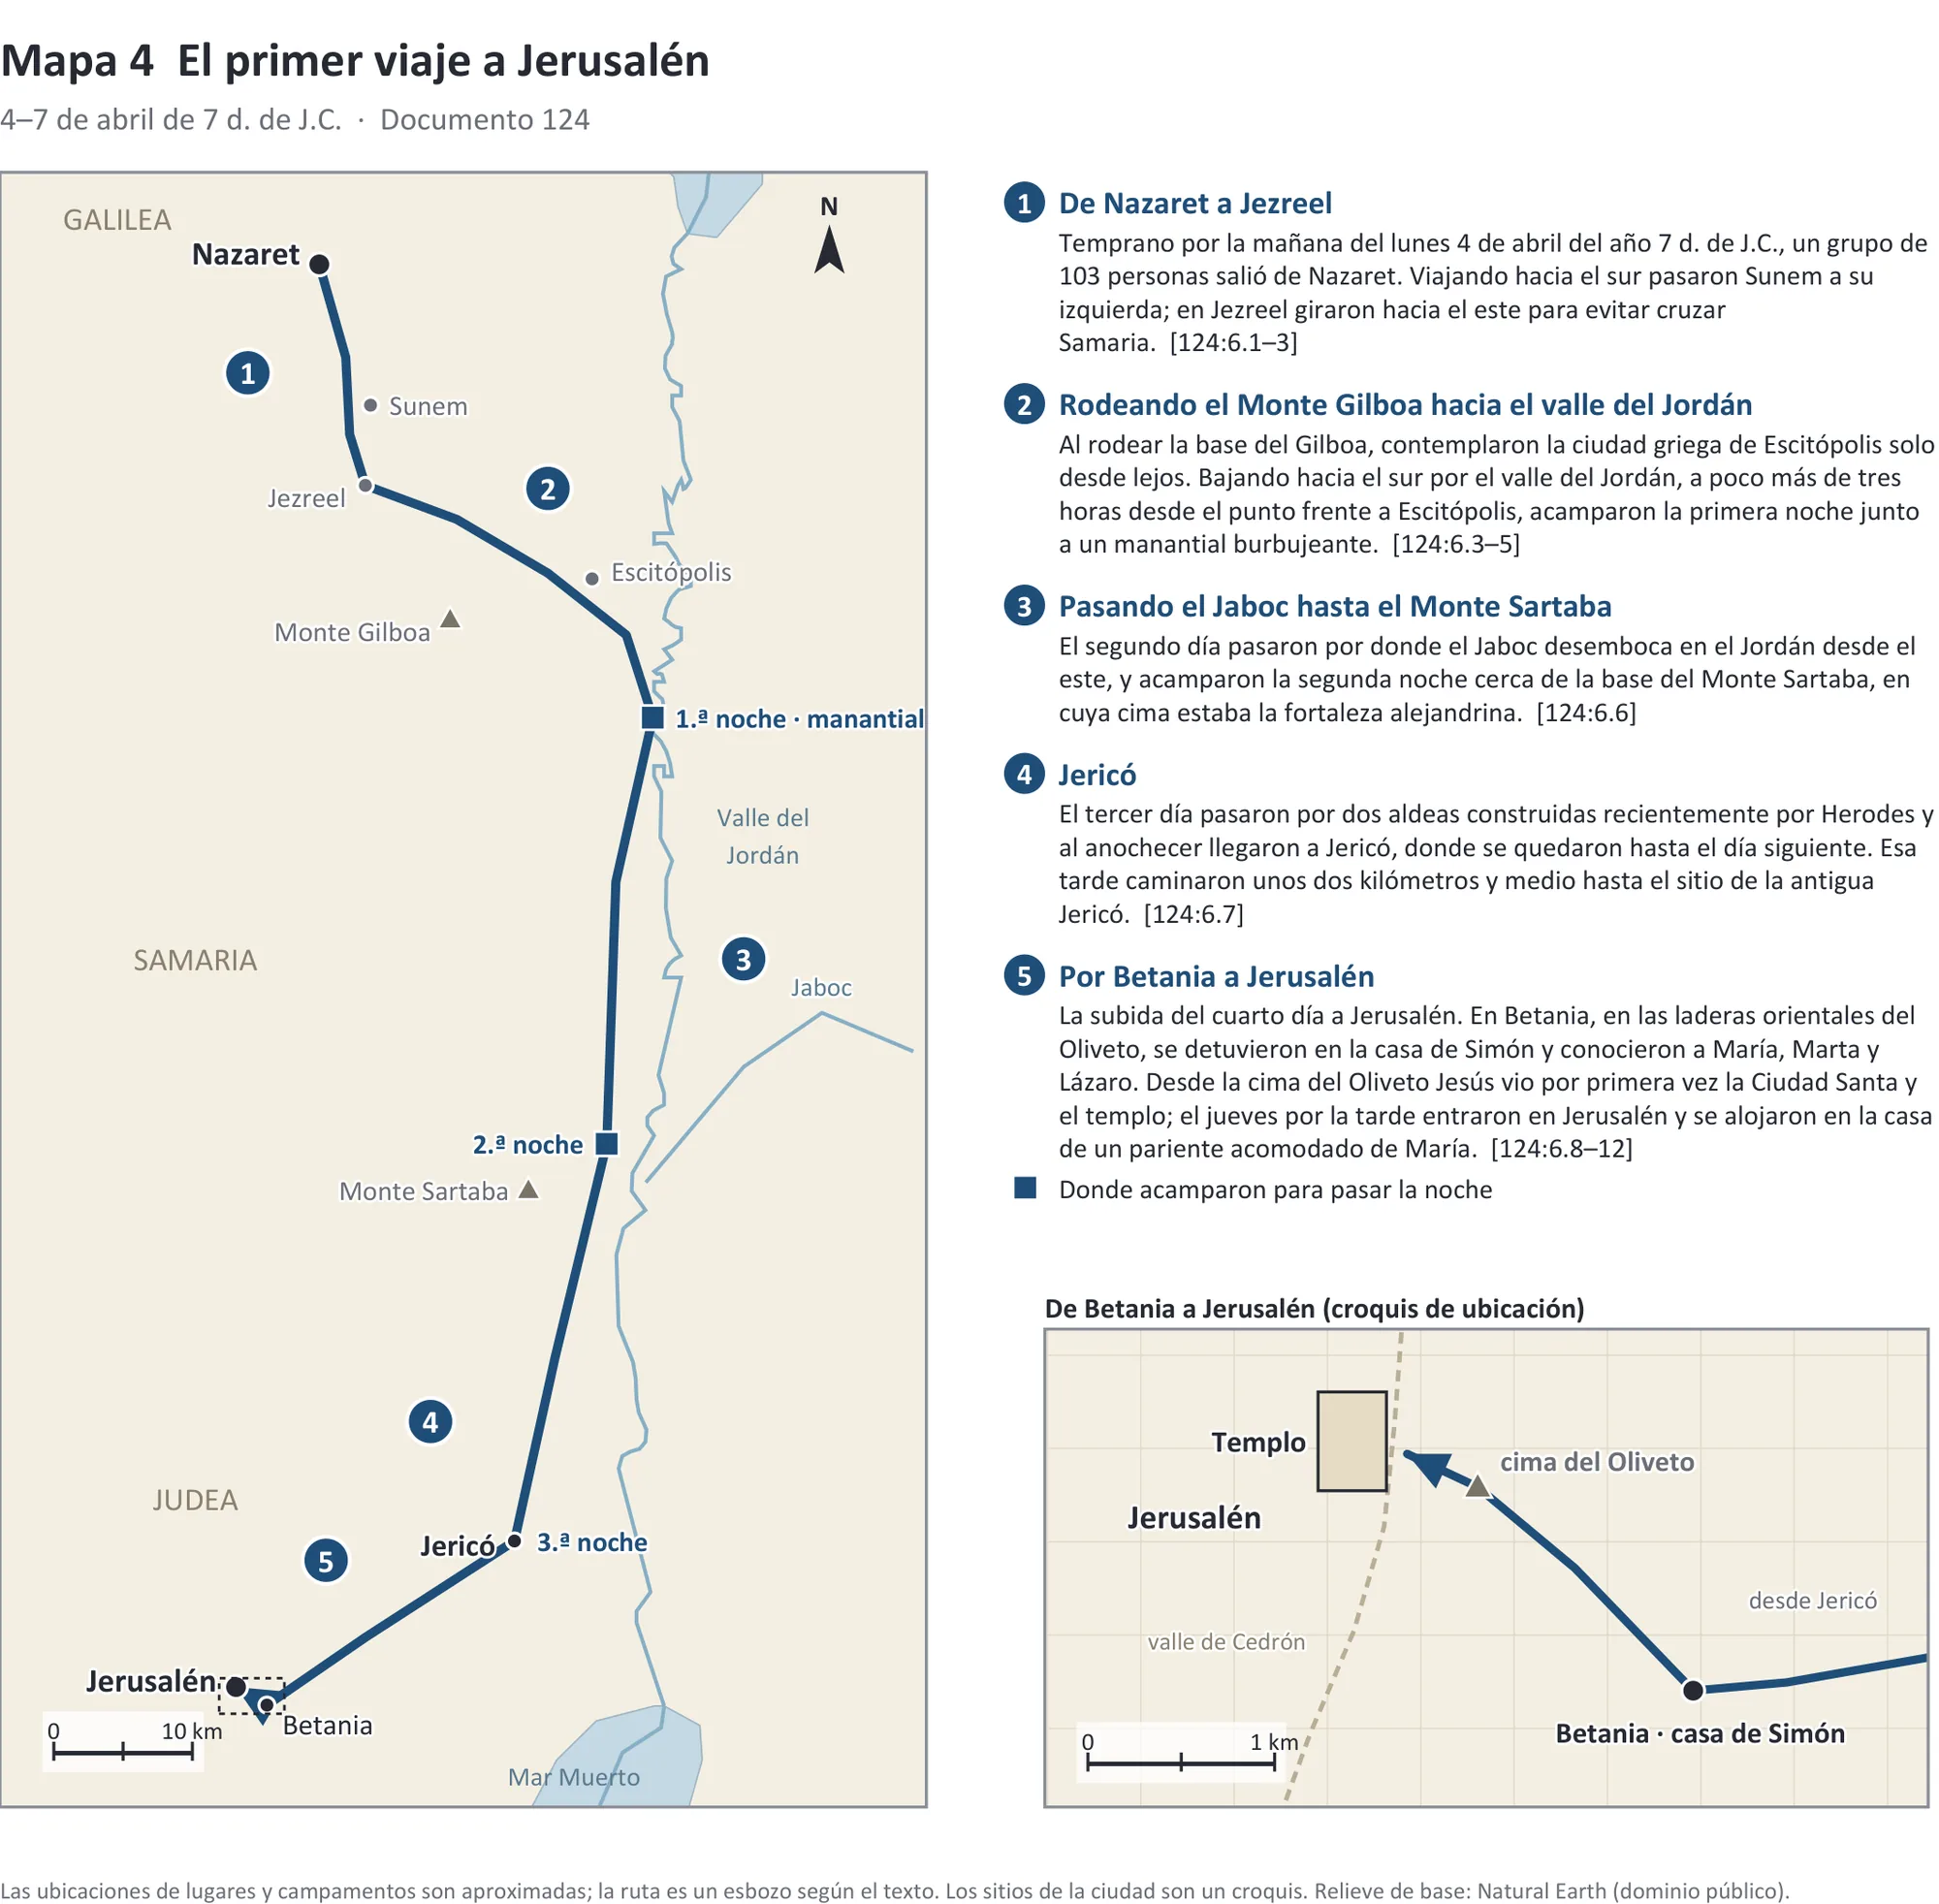 Mapa 4  El primer viaje a Jerusalén
4–7 de abril de 7 d. de J.C.  ·  Documento 124
GALILEA
N
Nazaret
1
Sunem
Jezreel
2
Escitópolis
Monte Gilboa
1.ª noche · manantial
Valle del
Jordán
SAMARIA
3
Jaboc
2.ª noche
Monte Sartaba
4
JUDEA
Jericó
3.ª noche
5
Jerusalén
Betania
0
10 km
Mar Muerto
1 De Nazaret a Jezreel
Temprano por la mañana del lunes 4 de abril del año 7 d. de J.C., un grupo de
103 personas salió de Nazaret. Viajando hacia el sur pasaron Sunem a su
izquierda; en Jezreel giraron hacia el este para evitar cruzar
Samaria.  [124:6.1–3]
2 Rodeando el Monte Gilboa hacia el valle del Jordán
Al rodear la base del Gilboa, contemplaron la ciudad griega de Escitópolis solo
desde lejos. Bajando hacia el sur por el valle del Jordán, a poco más de tres
horas desde el punto frente a Escitópolis, acamparon la primera noche junto
a un manantial burbujeante.  [124:6.3–5]
3 Pasando el Jaboc hasta el Monte Sartaba
El segundo día pasaron por donde el Jaboc desemboca en el Jordán desde el
este, y acamparon la segunda noche cerca de la base del Monte Sartaba, en
cuya cima estaba la fortaleza alejandrina.  [124:6.6]
4 Jericó
El tercer día pasaron por dos aldeas construidas recientemente por Herodes y
al anochecer llegaron a Jericó, donde se quedaron hasta el día siguiente. Esa
tarde caminaron unos dos kilómetros y medio hasta el sitio de la antigua
Jericó.  [124:6.7]
5 Por Betania a Jerusalén
La subida del cuarto día a Jerusalén. En Betania, en las laderas orientales del
Oliveto, se detuvieron en la casa de Simón y conocieron a María, Marta y
Lázaro. Desde la cima del Oliveto Jesús vio por primera vez la Ciudad Santa y
el templo; el jueves por la tarde entraron en Jerusalén y se alojaron en la casa
de un pariente acomodado de María.  [124:6.8–12]
Donde acamparon para pasar la noche
De Betania a Jerusalén (croquis de ubicación)
Templo
cima del Oliveto
Jerusalén
desde Jericó
valle de Cedrón
Betania · casa de Simón
0
1 km
Las ubicaciones de lugares y campamentos son aproximadas; la ruta es un esbozo según el texto. Los sitios de la ciudad son un croquis. Relieve de base: Natural Earth (dominio público).